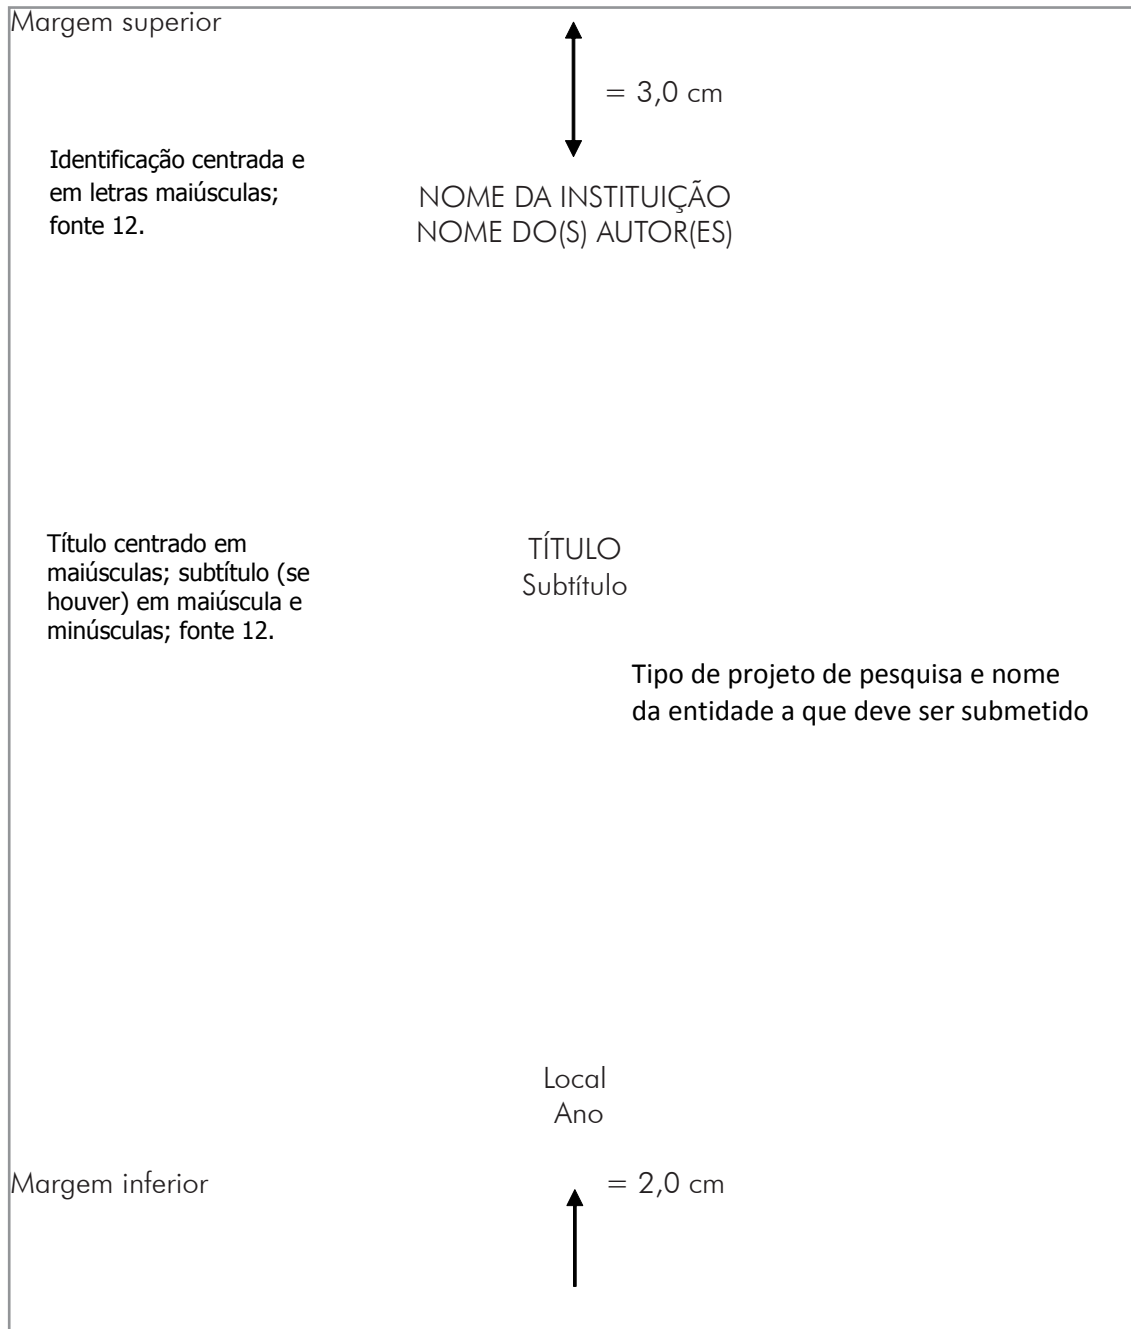 Margem superior
= 3,0 cm
Identificação centrada e
em letras maiúsculas;
fonte 12.
NOME DA INSTITUIÇÃO
NOME DO(S) AUTOR(ES)
Título centrado em
maiúsculas; subtítulo (se
houver) em maiúscula e
minúsculas; fonte 12.
TÍTULO
Subtítulo
Tipo de projeto de pesquisa e nome
da entidade a que deve ser submetido
Local
Ano
Margem inferior
= 2,0 cm